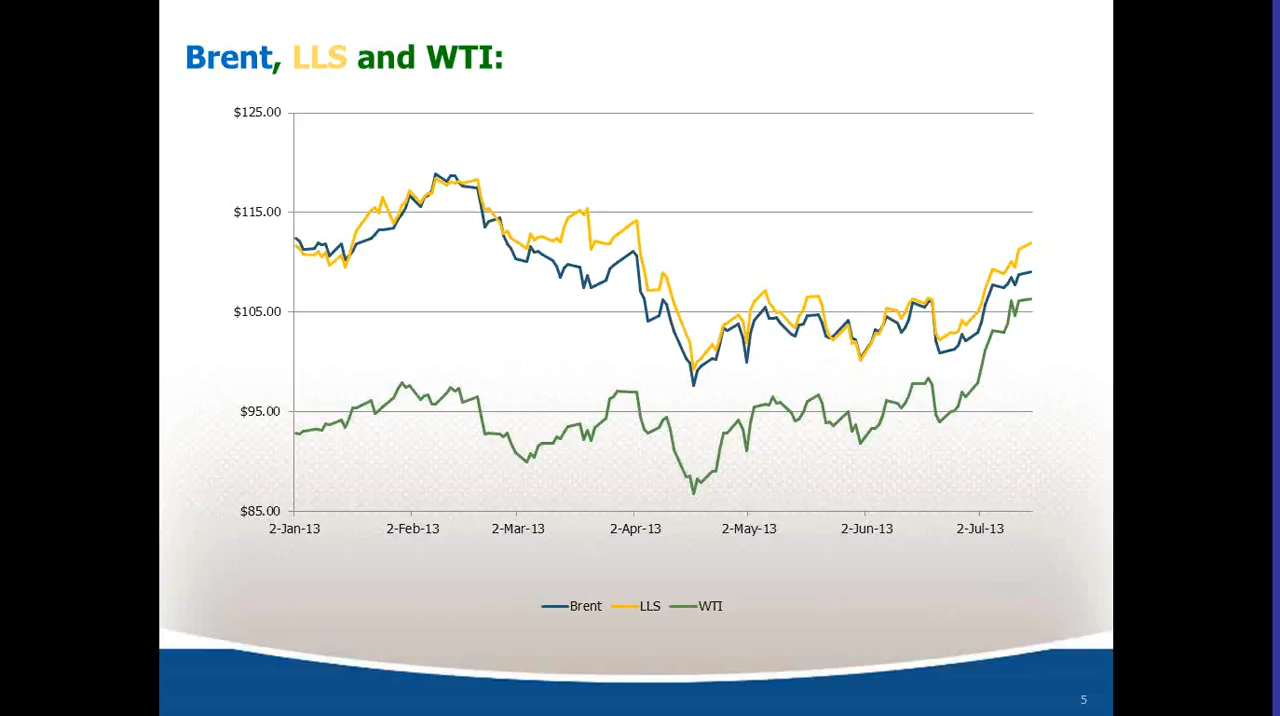 Brent, LLS and WTI:
$125.00
$115.00
$105.00
$95.00
$85.00
2-Jan-13 2-Feb-13 2-Mar-13 2-Apr-13 2-May-13 2-Jun-13 2-Jul-13
Brent LLS WTI
5